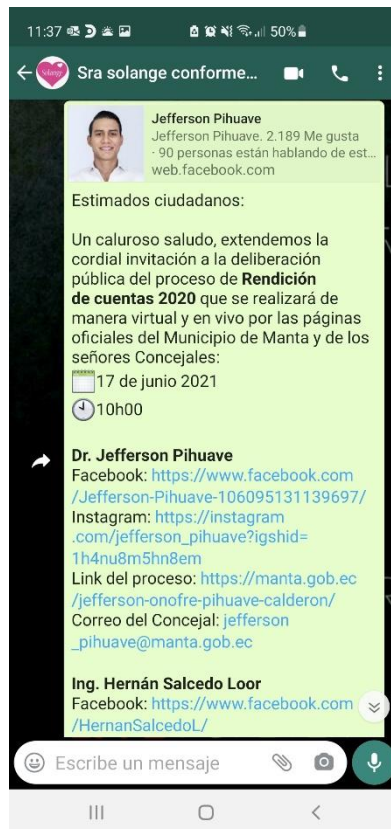 11:37
50%
Solange
Sra solange conforme...
Jefferson Pihuave
Jefferson Pihuave. 2.189 Me gusta
· 90 personas están hablando de est...
web.facebook.com
Estimados ciudadanos:
Un caluroso saludo, extendemos la
cordial invitación a la deliberación
pública del proceso de Rendición
de cuentas 2020 que se realizará de
manera virtual y en vivo por las páginas
oficiales del Municipio de Manta y de los
señores Concejales:
17 de junio 2021
10h00
Dr. Jefferson Pihuave
Facebook: https://www.facebook.com
/Jefferson-Pihuave-106095131139697/
Instagram: https://instagram
.com/jefferson_pihuave?igshid=
1h4nu8m5hn8em
Link del proceso: https://manta.gob.ec
/jefferson-onofre-pihuave-calderon/
Correo del Concejal: jefferson
_pihuave@manta.gob.ec
Ing. Hernán Salcedo Loor
Facebook: https://www.facebook.com
/HernanSalcedoL/
Escribe un mensaje